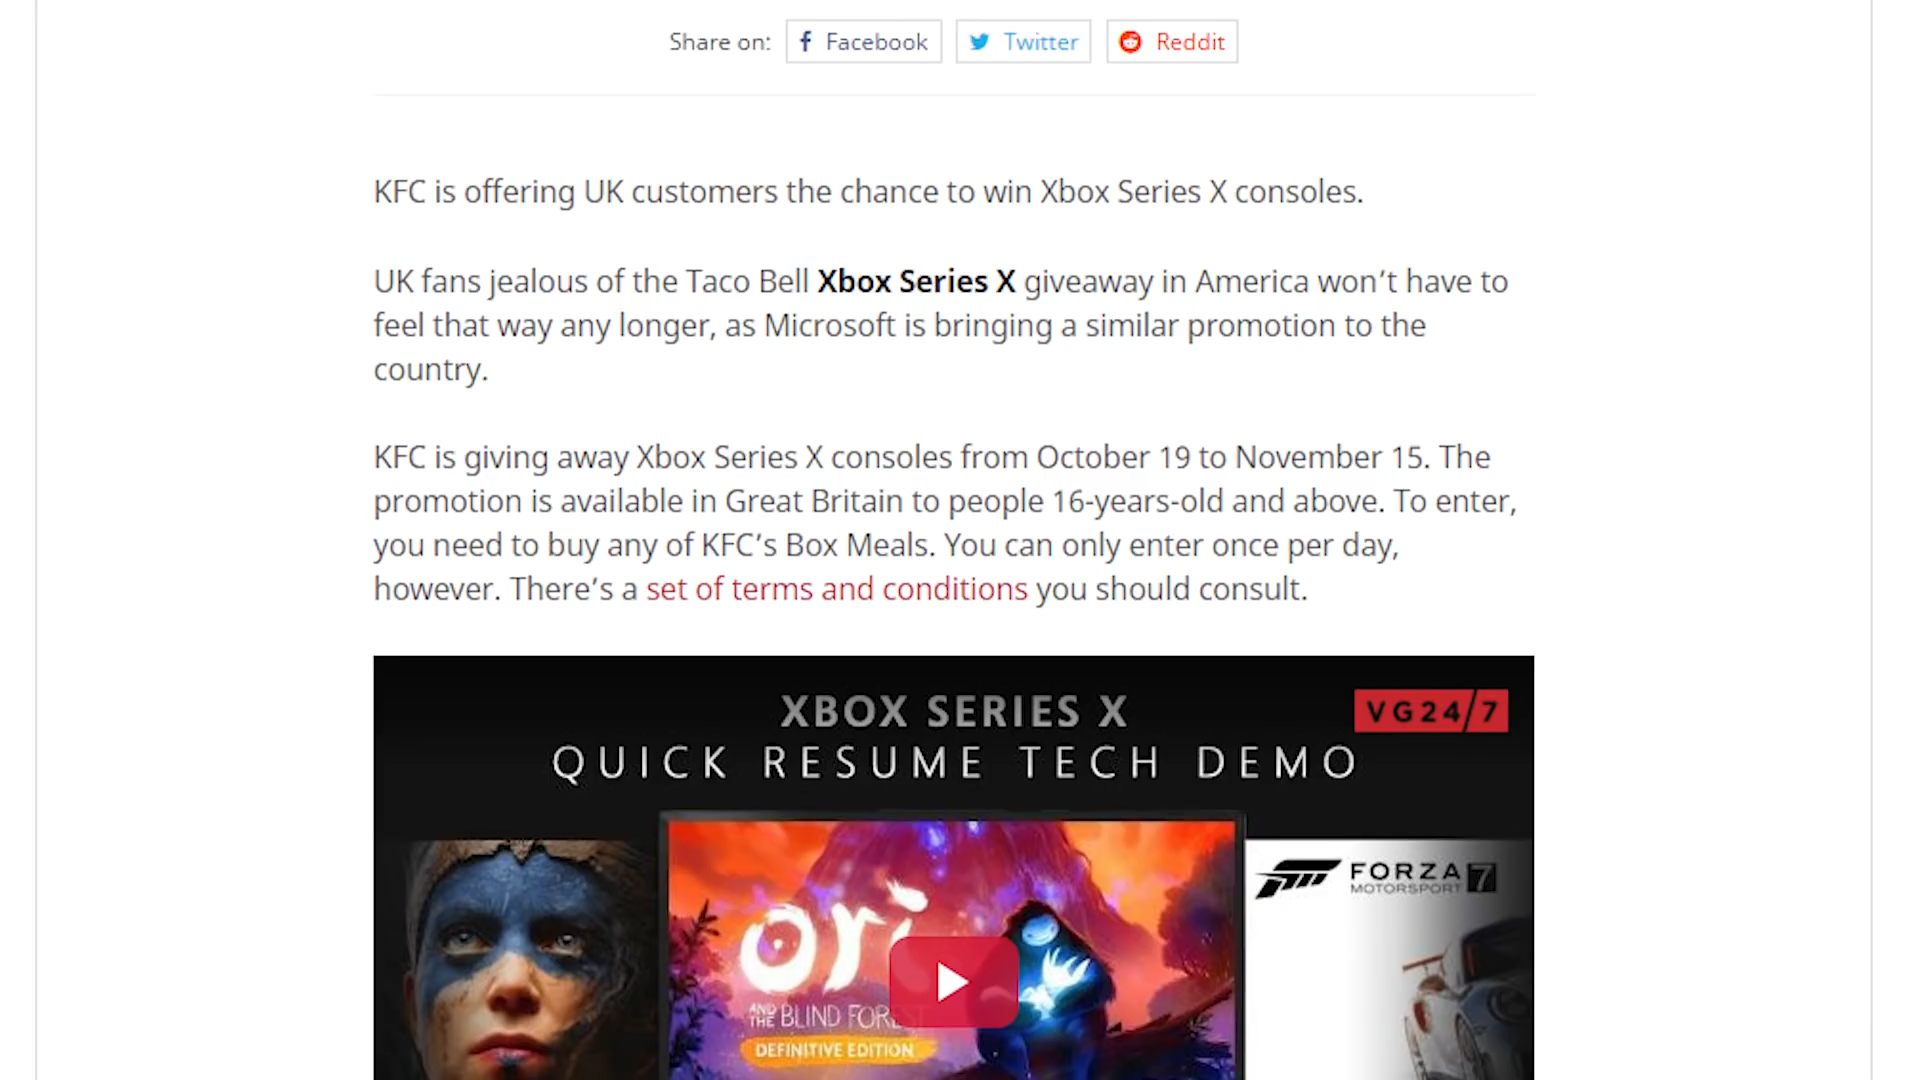 Share on: Facebook Twitter Reddit
KFC is offering UK customers the chance to win Xbox Series X consoles.
UK fans jealous of the Taco Bell Xbox Series X giveaway in America won’t have to
feel that way any longer, as Microsoft is bringing a similar promotion to the
country.
KFC is giving away Xbox Series X consoles from October 19 to November 15. The
promotion is available in Great Britain to people 16-years-old and above. To enter,
you need to buy any of KFC’s Box Meals. You can only enter once per day,
however. There’s a set of terms and conditions you should consult.
XBOX SERIES X
VG24/7
QUICK RESUME TECH DEMO
FORZA 7
MOTORSPORT
ori
AND THE BLIND FOR
DEFINITIVE EDITION